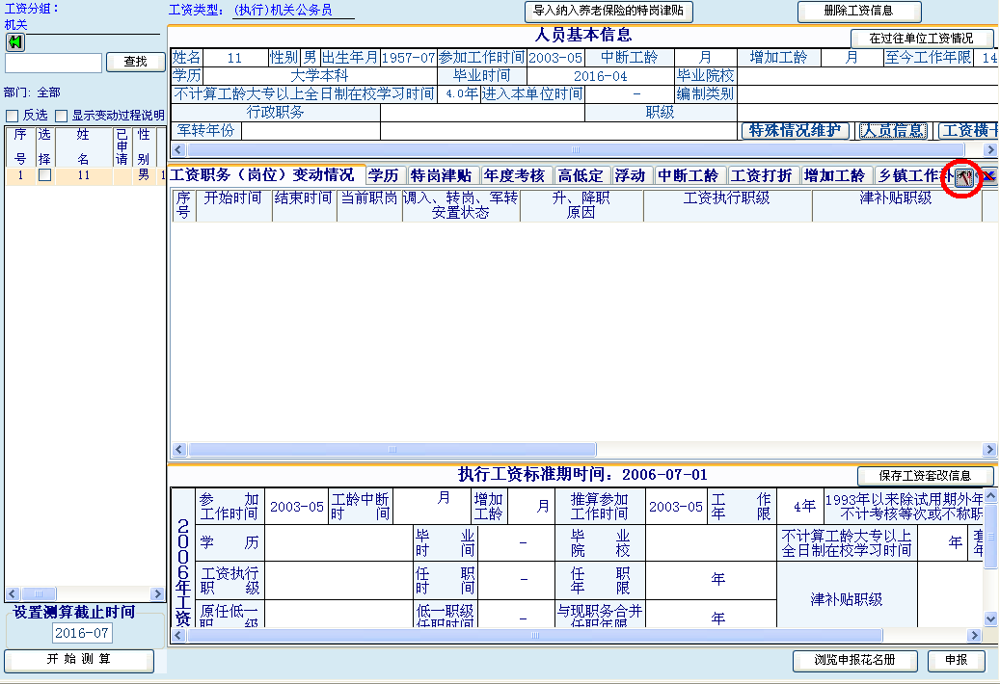 工资分组：
机关
查找
部门: 全部
反选 显示变动过程说明
序号 选择 姓名 已申请 性别
1 11 男 1
设置测算截止时间
2016-07
开 始 测 算
工资类型: (执行)机关公务员
导入纳入养老保险的特岗津贴
删除工资信息
人员基本信息
在过往单位工资情况
姓名 11 性别 男 出生年月 1957-07 参加工作时间 2003-05 中断工龄 月 增加工龄 月 至今工作年限 14
学历 大学本科 毕业时间 2016-04 毕业院校
不计算工龄大专以上全日制在校学习时间 4.0年 进入本单位时间 - 编制类别
行政职务 职级
军转年份
特殊情况维护 人员信息 工资横卡
工资职务（岗位）变动情况 学历 特岗津贴 年度考核 高低定 浮动 中断工龄 工资打折 增加工龄 乡镇工作补
序号 开始时间 结束时间 当前职岗 调入、转岗、军转安置状态 升、降职原因 工资执行职级 津补贴职级
执行工资标准期时间：2006-07-01
保存工资套改信息
2006年工资
参加工作时间 2003-05 工龄中断时间 月 增加工龄 月 推算参加工作时间 2003-05 工作年限 4年 1993年以来除试用期外年不计考核等次或不称职
学 历 毕业时间 - 毕业院校 不计算工龄大专以上全日制在校学习时间 年 套年
工资执行职级 任职时间 - 任职年限 年 津补贴职级
原任低一职级 低一职级任职时间 - 与现职务合并任职年限 年
浏览申报花名册
申报